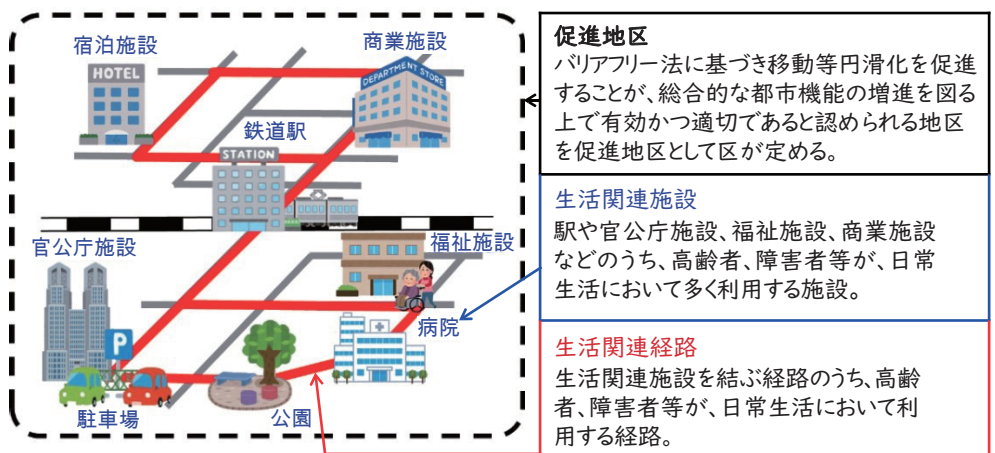 宿泊施設
商業施設
HOTEL
DEPARTMENT STORE
鉄道駅
STATION
官公庁施設
福祉施設
病院
P
駐車場
公園
促進地区
バリアフリー法に基づき移動等円滑化を促進
することが、総合的な都市機能の増進を図る
上で有効かつ適切であると認められる地区
を促進地区として区が定める。
生活関連施設
駅や官公庁施設、福祉施設、商業施設
などのうち、高齢者、障害者等が、日常
生活において多く利用する施設。
生活関連経路
生活関連施設を結ぶ経路のうち、高齢
者、障害者等が、日常生活において利
用する経路。